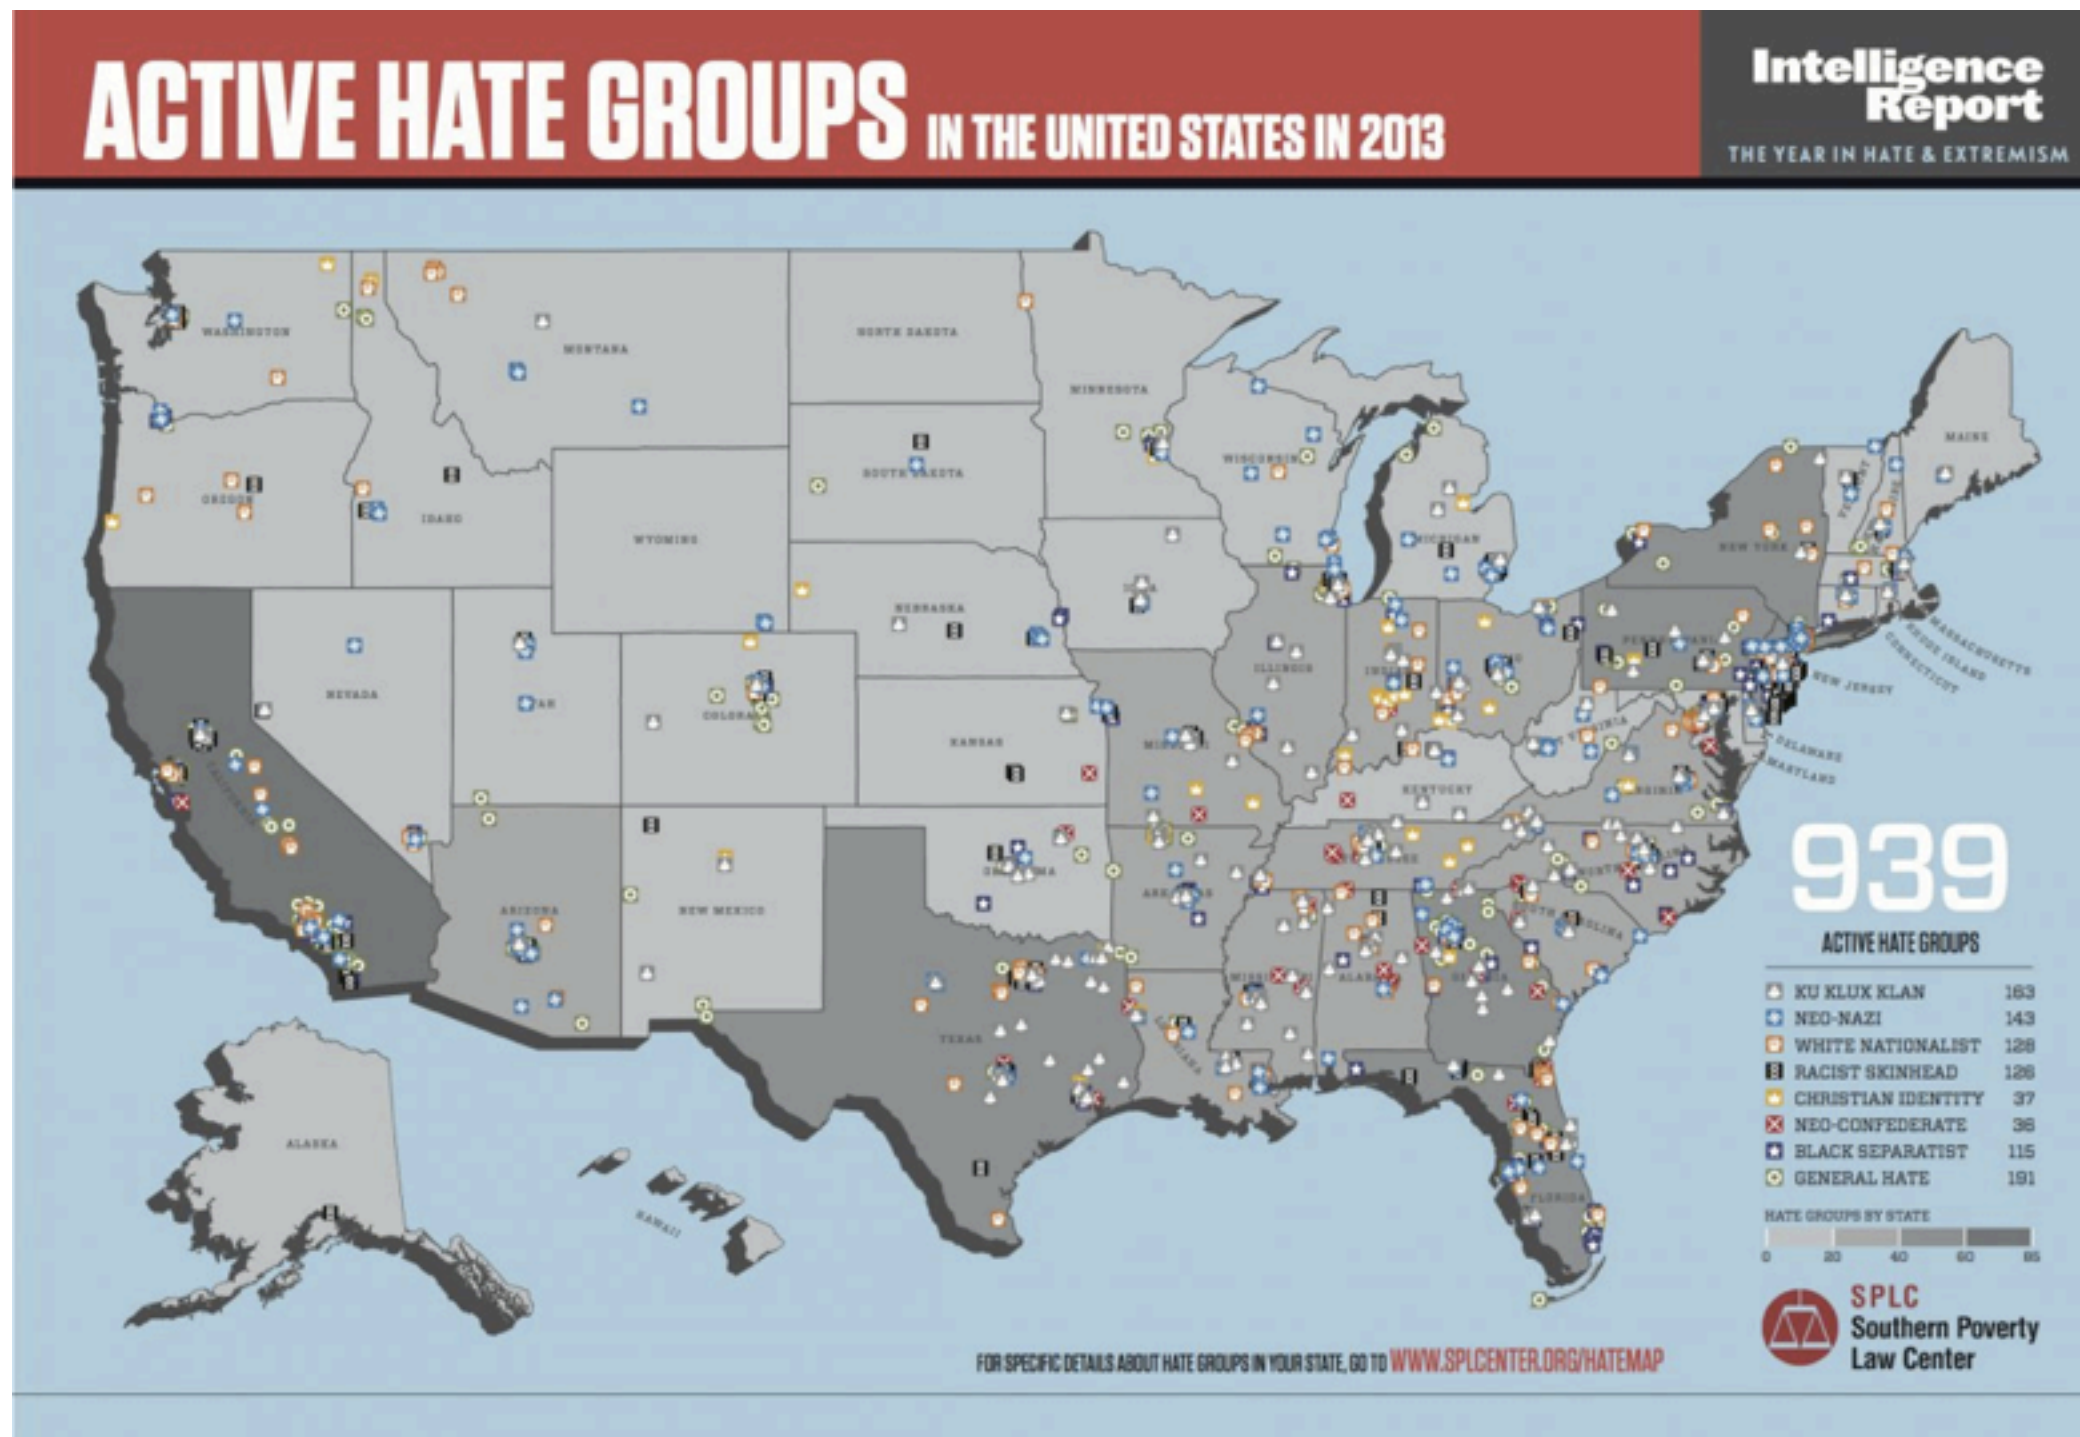 ACTIVE HATE GROUPS IN THE UNITED STATES IN 2013
Intelligence
Report
THE YEAR IN HATE & EXTREMISM
WASHINGTON
MONTANA
NORTH DAKOTA
MINNESOTA
MAINE
OREGON
IDAHO
SOUTH DAKOTA
WISCONSIN
MICHIGAN
WYOMING
NEW YORK
NEBRASKA
MASSACHUSETTS
RHODE ISLAND
CONNECTICUT
NEW JERSEY
NEVADA
COLORA
KANSAS
ILLINOIS
DELAWARE
MARYLAND
CALIFORNIA
KENTUCKY
ARIZONA
NEW MEXICO
TEXAS
FLORIDA
ALASKA
HAWAII
939
ACTIVE HATE GROUPS
KU KLUX KLAN 163
NEO-NAZI 143
WHITE NATIONALIST 128
RACIST SKINHEAD 126
CHRISTIAN IDENTITY 37
NEO-CONFEDERATE 36
BLACK SEPARATIST 115
GENERAL HATE 191
HATE GROUPS BY STATE
0 20 40 60 85
SPLC
Southern Poverty
Law Center
FOR SPECIFIC DETAILS ABOUT HATE GROUPS IN YOUR STATE, GO TO WWW.SPLCENTER.ORG/HATEMAP